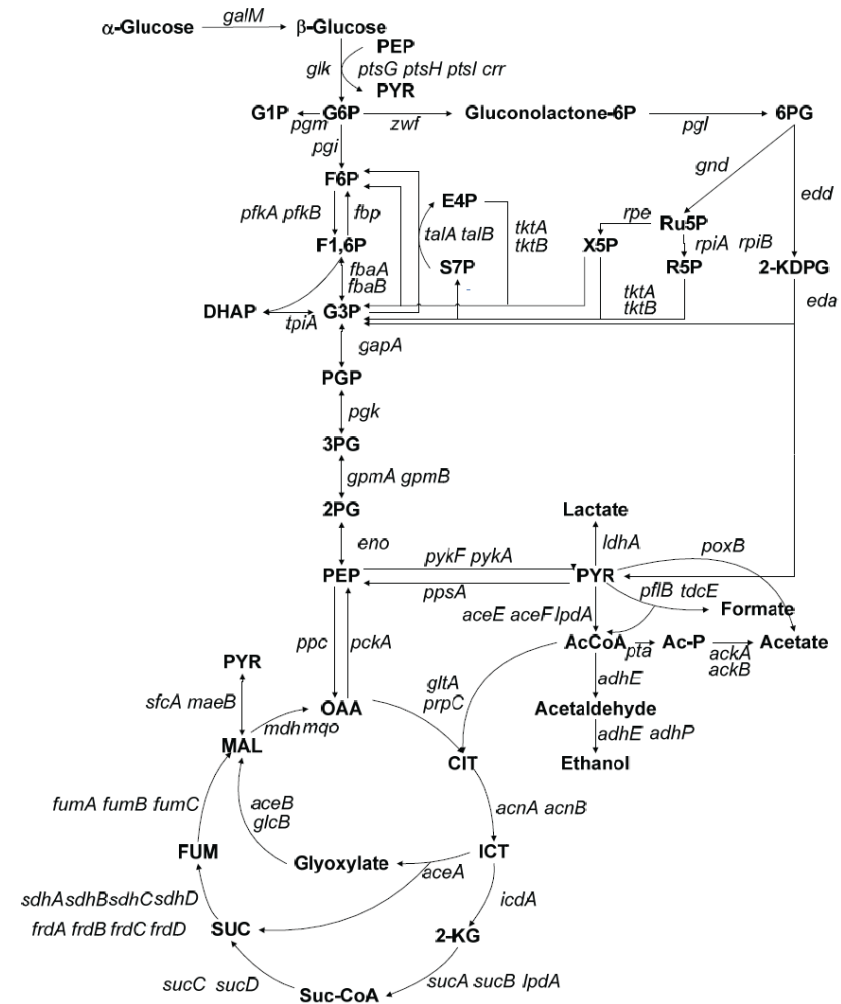 α-Glucose galM β-Glucose
PEP
glk ptsG ptsH ptsI crr
PYR
G1P pgm G6P zwf Gluconolactone-6P pgl 6PG
pgi
gnd
F6P
edd
E4P
pfkA pfkB fbp
rpe Ru5P
talA talB tktA
tktB
F1,6P X5P rpiA rpiB
fbaA
fbaB
S7P R5P 2-KDPG
DHAP tpiA G3P tktA
tktB
eda
gapA
PGP
pgk
3PG
gpmA gpmB
2PG Lactate
eno ldhA poxB
pykF pykA
PEP PYR
ppsA pflB tdcE
Formate
aceE aceF lpdA
ppc pckA AcCoA pta Ac-P ackA
ackB
Acetate
PYR
gltA
prpC
adhE
sfcA maeB
OAA Acetaldehyde
mdh mqo adhE adhP
MAL
CIT Ethanol
fumA fumB fumC aceB
glcB
acnA acnB
FUM Glyoxylate ICT
aceA
sdhA sdhB sdhC sdhD icdA
frdA frdB frdC frdD SUC 2-KG
sucC sucD Suc-CoA sucA sucB lpdA